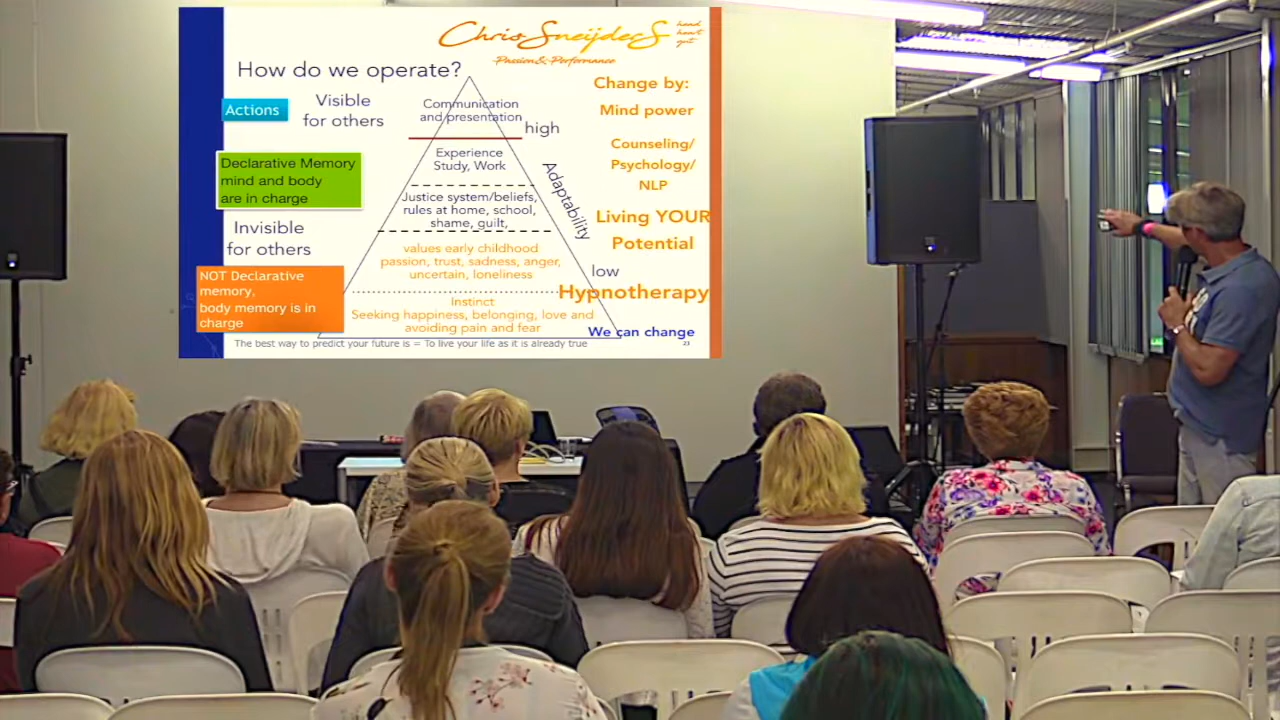 Chris Sneijders
head
heart
gut
Passion & Performance
How do we operate?
Actions
Visible
for others
Declarative Memory
mind and body
are in charge
Invisible
for others
NOT Declarative
memory,
body memory is in
charge
Communication
and presentation
high
Experience
Study, Work
Adaptability
Justice system/beliefs,
rules at home, school,
shame, guilt,
values early childhood
passion, trust, sadness, anger,
uncertain, loneliness
low
Instinct
Seeking happiness, belonging, love and
avoiding pain and fear
Change by:
Mind power
Counseling/
Psychology/
NLP
Living YOUR
Potential
Hypnotherapy
We can change
The best way to predict your future is = To live your life as it is already true
23